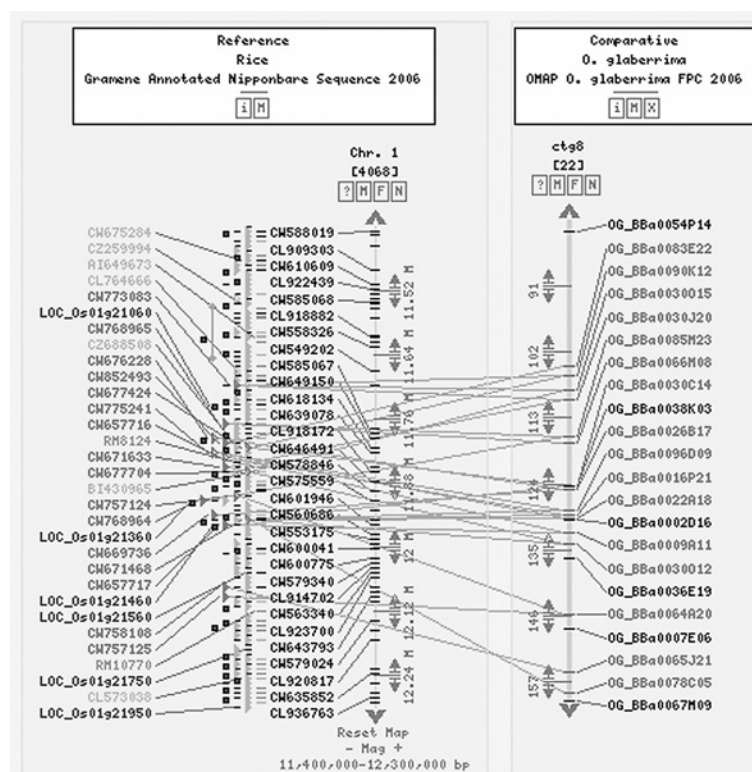 Reference
Rice
Gramene Annotated Nipponbare Sequence 2006
i M
Comparative
O. glaberrima
OMAP O. glaberrima FPC 2006
i M X
Chr. 1
[4068]
? M F N
ctg8
[22]
? M F N
CW675284
CZ259994
AI649673
CL764666
CW773083
LOC_Os01g21060
CW768965
CZ688508
CW676228
CW852493
CW677424
CW775241
CW657716
RM8124
CW671633
CW677704
BI430965
CW757124
CW768964
LOC_Os01g21360
CW669736
CW671468
CW657717
LOC_Os01g21460
LOC_Os01g21560
CW758108
CW757125
RM10770
LOC_Os01g21750
CL573038
LOC_Os01g21950
CW588019
CL909303
CW610609
CL922439
CW585068
CL918882
CW558326
CW549202
CW585067
CW649150
CW618134
CW639078
CL918172
CW646491
CW578846
CW575559
CW601946
CW560686
CW553175
CW600041
CW600775
CW579340
CL914702
CW563340
CL923700
CW643793
CW579024
CL920817
CW635852
CL936763
11.52 M
11.64 M
11.76 M
11.88 M
12 M
12.12 M
12.24 M
91
102
113
124
135
146
157
OG_BBa0054P14
OG_BBa0083E22
OG_BBa0090K12
OG_BBa0030O15
OG_BBa0030J20
OG_BBa0085M23
OG_BBa0066M08
OG_BBa0030C14
OG_BBa0038K03
OG_BBa0026B17
OG_BBa0096D09
OG_BBa0016P21
OG_BBa0022A18
OG_BBa0002D16
OG_BBa0009A11
OG_BBa0030O12
OG_BBa0036E19
OG_BBa0064A20
OG_BBa0007E06
OG_BBa0065J21
OG_BBa0078C05
OG_BBa0067M09
Reset Map
- Mag +
11,400,000-12,300,000 bp